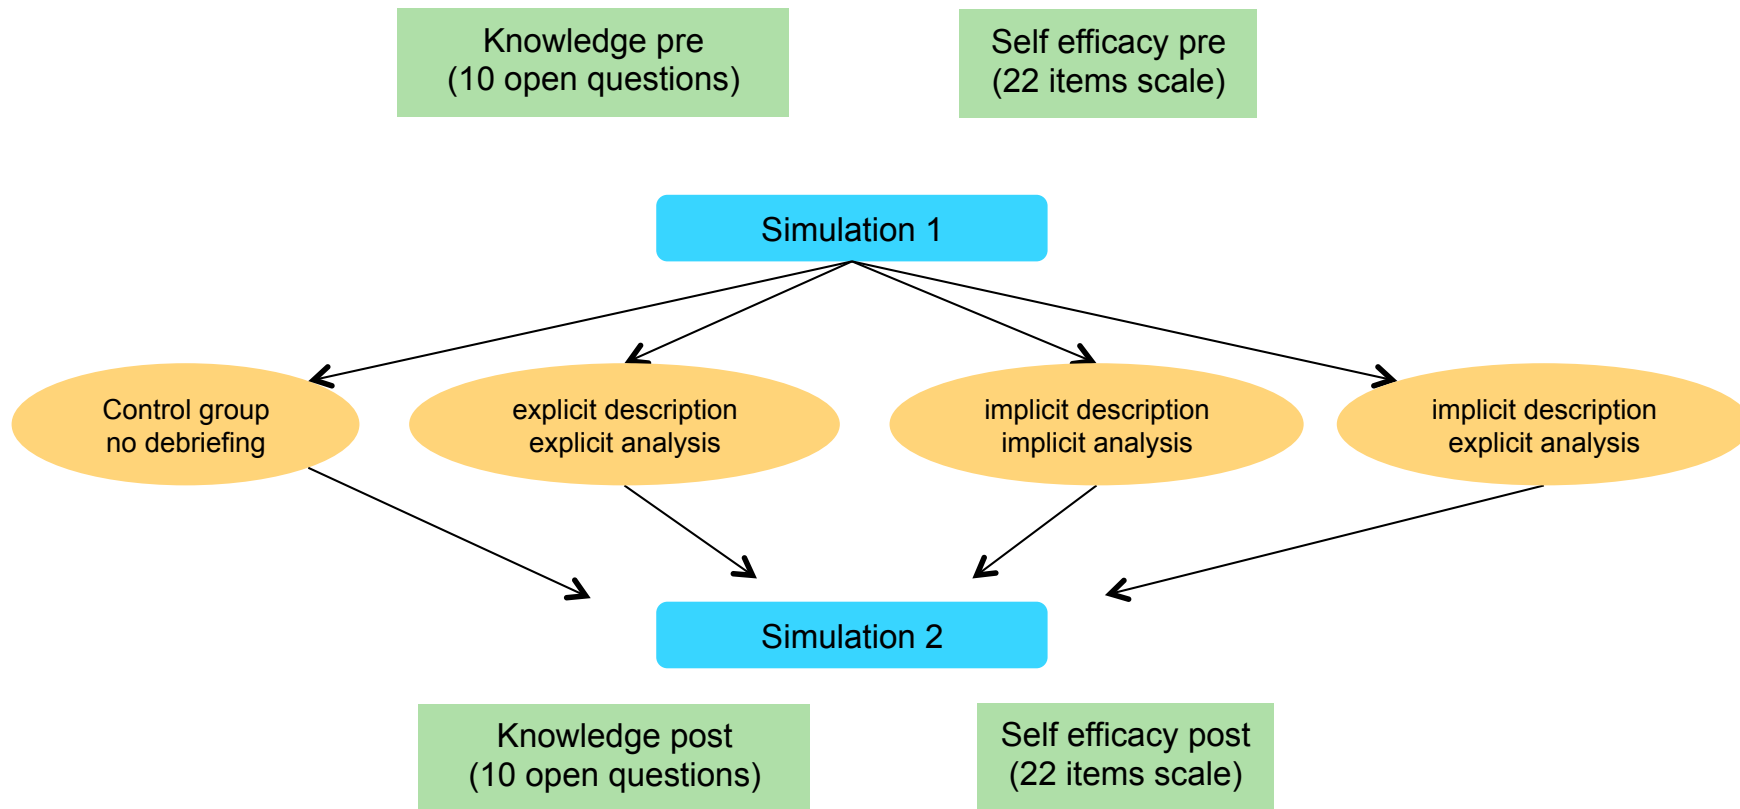 Knowledge pre
(10 open questions)
Self efficacy pre
(22 items scale)
Simulation 1
Control group
no debriefing
explicit description
explicit analysis
implicit description
implicit analysis
implicit description
explicit analysis
Simulation 2
Knowledge post
(10 open questions)
Self efficacy post
(22 items scale)